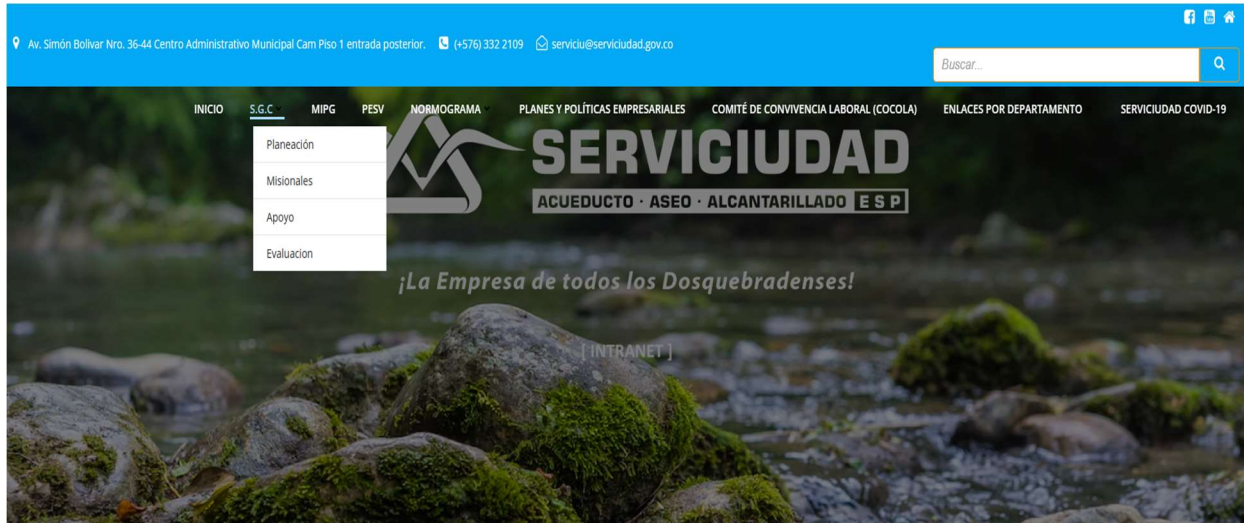 Av. Simón Bolivar Nro. 36-44 Centro Administrativo Municipal Cam Piso 1 entrada posterior. (+576) 332 2109 serviciu@serviciudad.gov.co
Buscar...
INICIO S.G.C MIPG PESV NORMOGRAMA PLANES Y POLÍTICAS EMPRESARIALES COMITÉ DE CONVIVENCIA LABORAL (COCOLA) ENLACES POR DEPARTAMENTO SERVICIUDAD COVID-19
Planeación
Misionales
Apoyo
Evaluacion
SERVICIUDAD
ACUEDUCTO · ASEO · ALCANTARILLADO ESP
¡La Empresa de todos los Dosquebradenses!
[ INTRANET ]